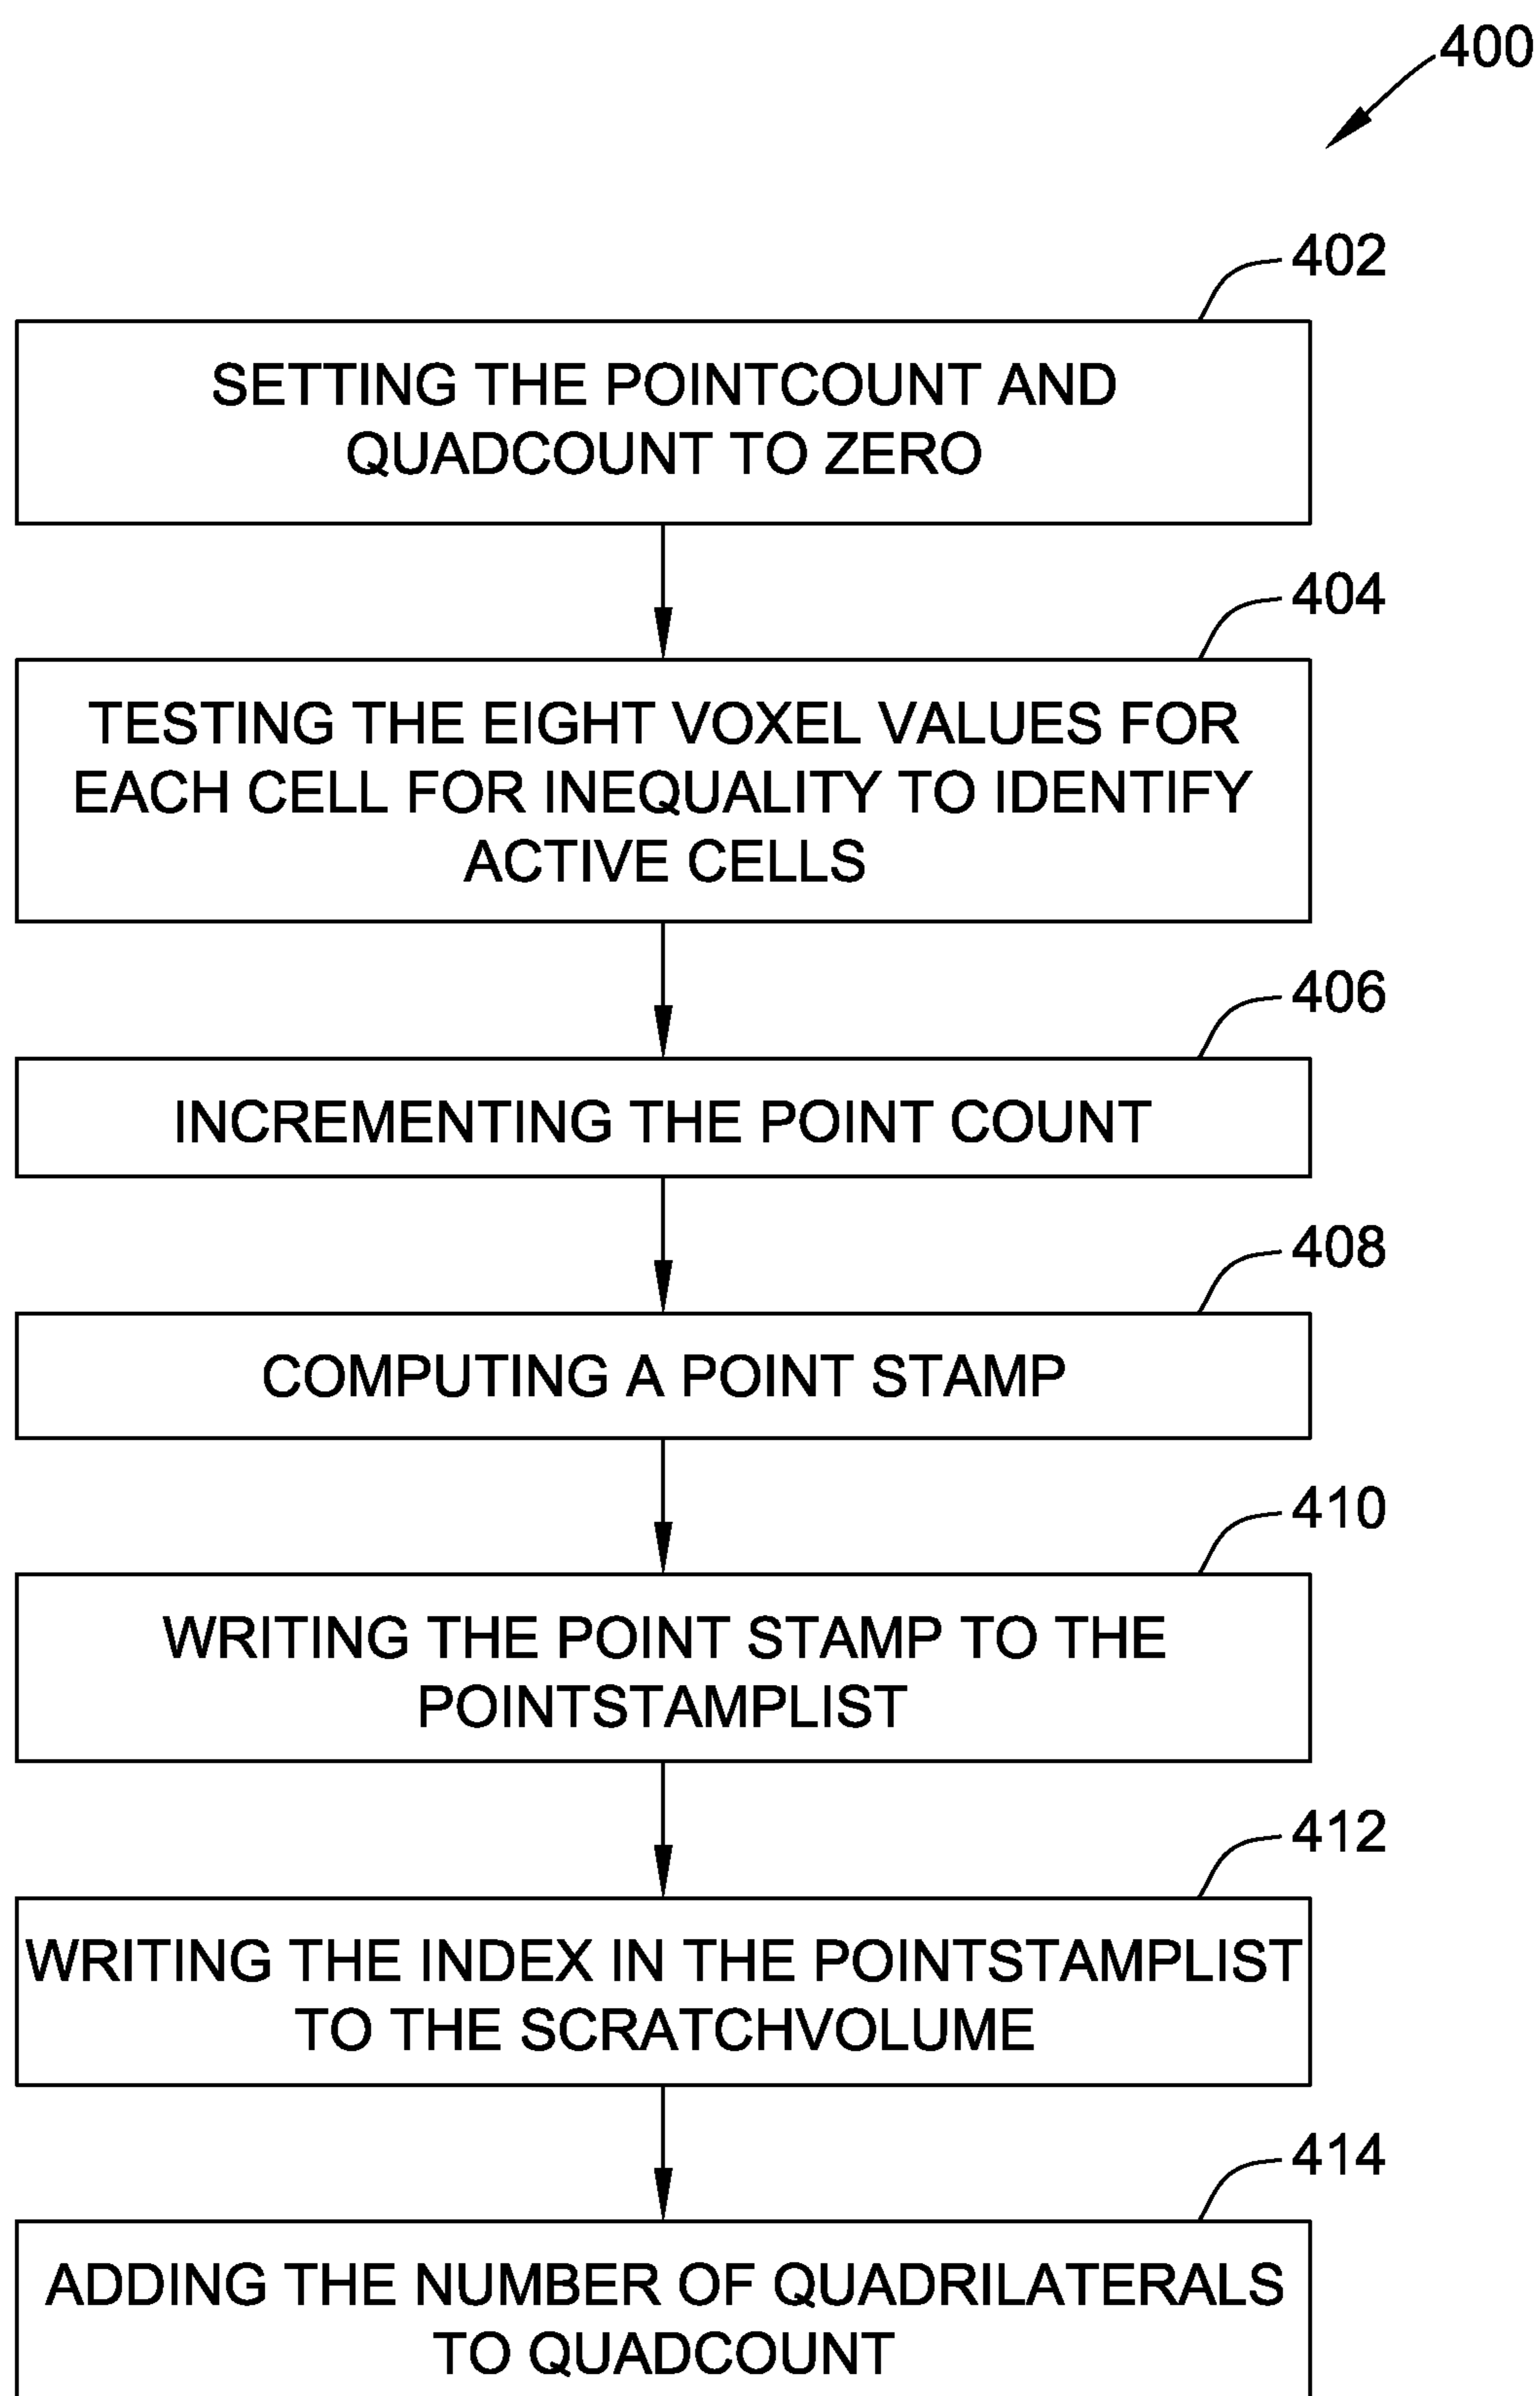 400
402
SETTING THE POINTCOUNT AND
QUADCOUNT TO ZERO
404
TESTING THE EIGHT VOXEL VALUES FOR
EACH CELL FOR INEQUALITY TO IDENTIFY
ACTIVE CELLS
406
INCREMENTING THE POINT COUNT
408
COMPUTING A POINT STAMP
410
WRITING THE POINT STAMP TO THE
POINTSTAMPLIST
412
WRITING THE INDEX IN THE POINTSTAMPLIST
TO THE SCRATCHVOLUME
414
ADDING THE NUMBER OF QUADRILATERALS
TO QUADCOUNT